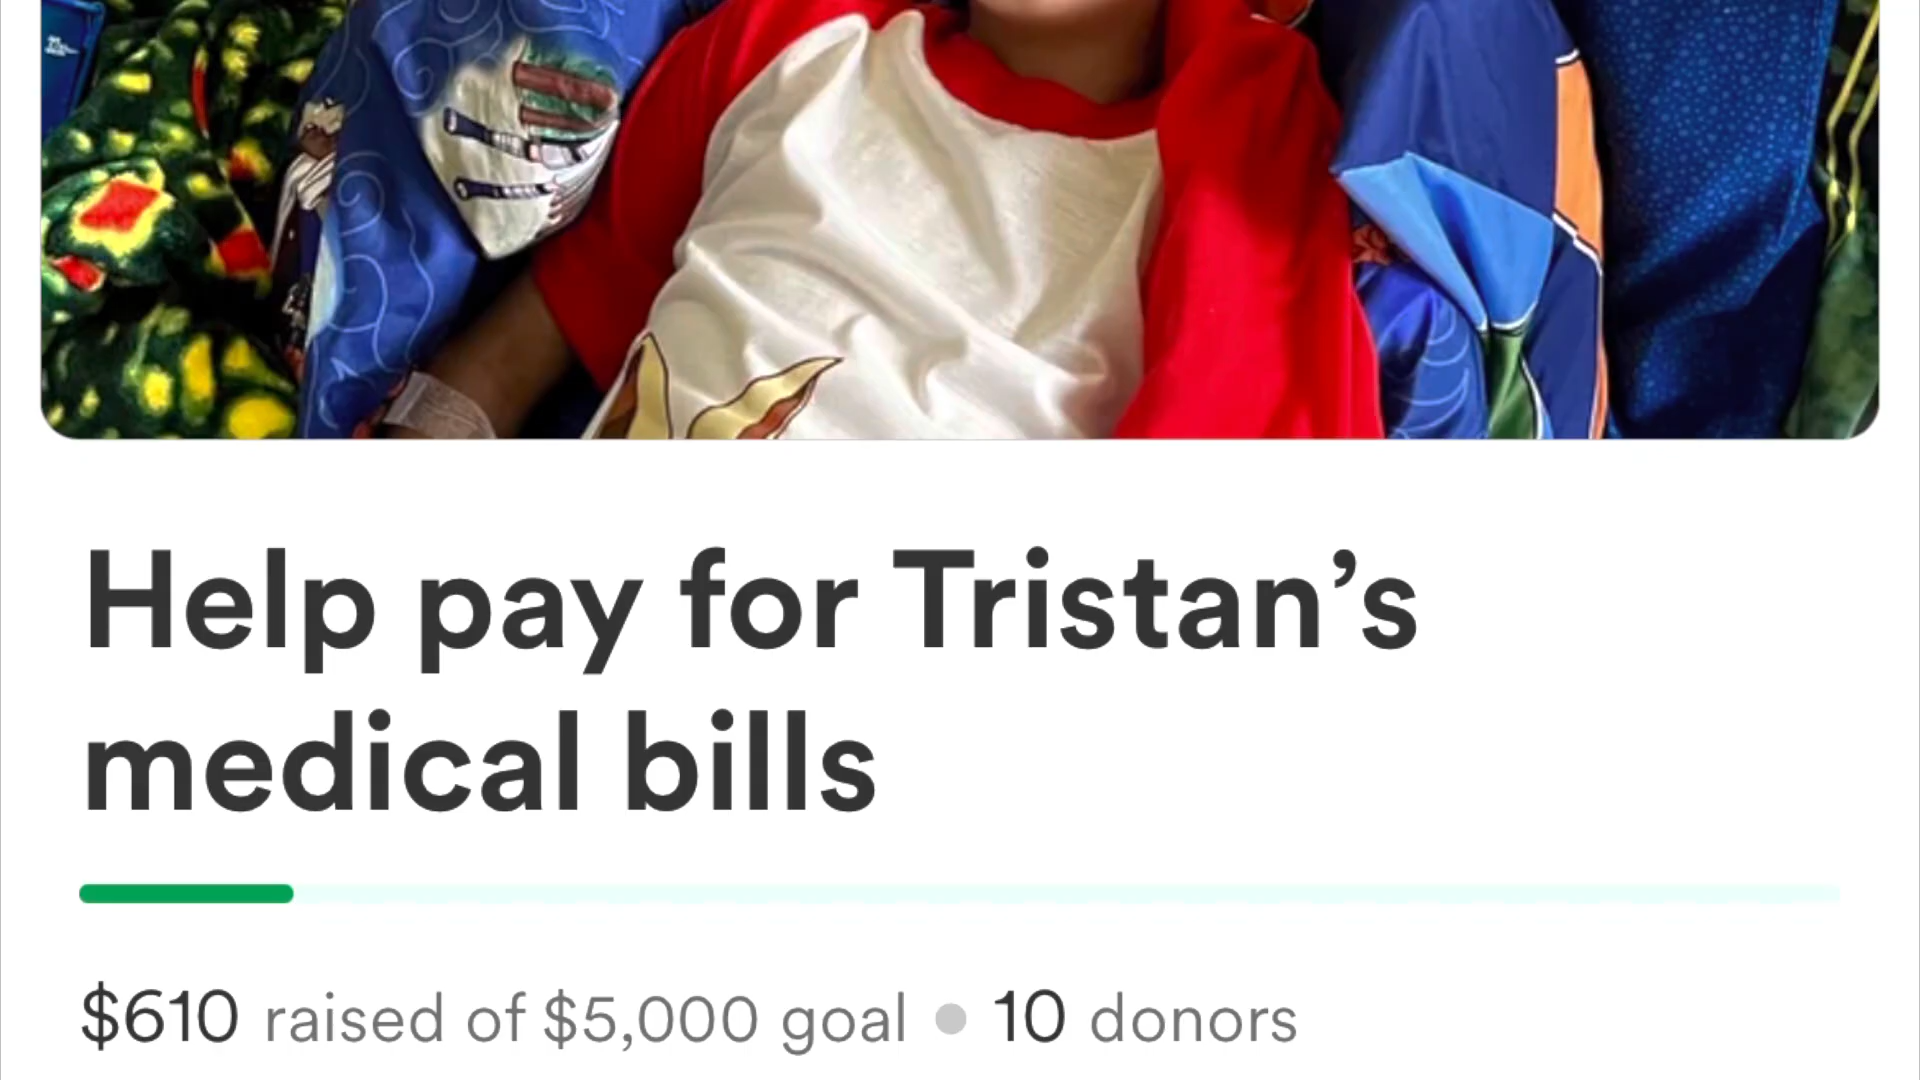 Help pay for Tristan’s
medical bills
$610 raised of $5,000 goal • 10 donors